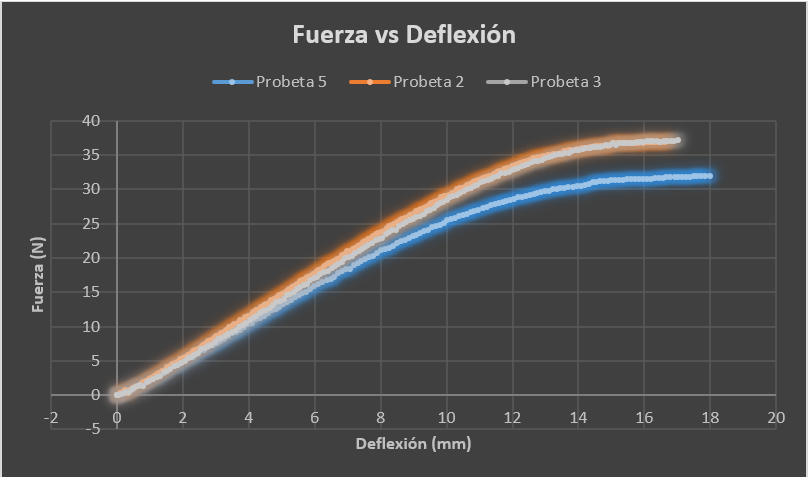 Fuerza vs Deflexión
Probeta 5 Probeta 2 Probeta 3
40
35
30
25
20
15
10
5
0
-5
-2 0 2 4 6 8 10 12 14 16 18 20
Fuerza (N)
Deflexión (mm)